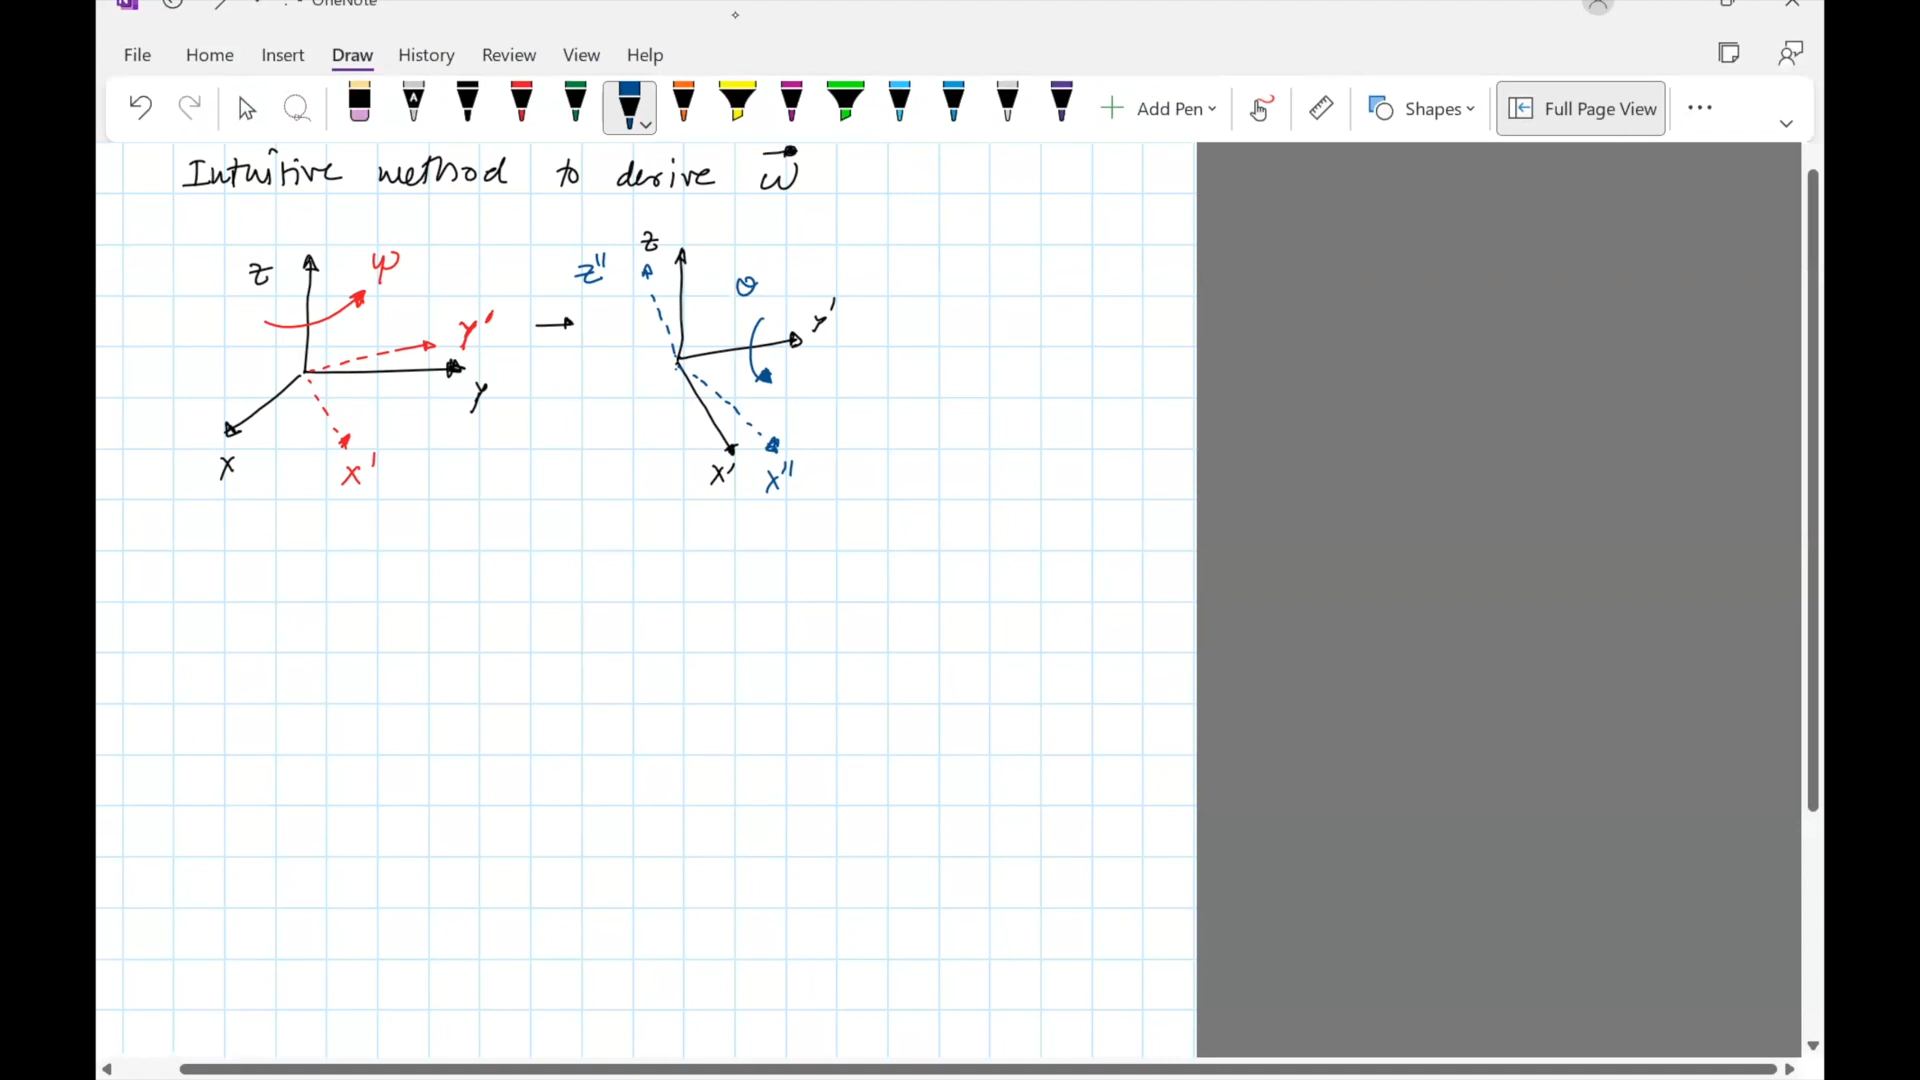 OneNote
File Home Insert Draw History Review View Help
A Add Pen Shapes Full Page View
Intuitive method to derive ω⃗
z ψ y' y x x'
z z'' θ y' x' x''